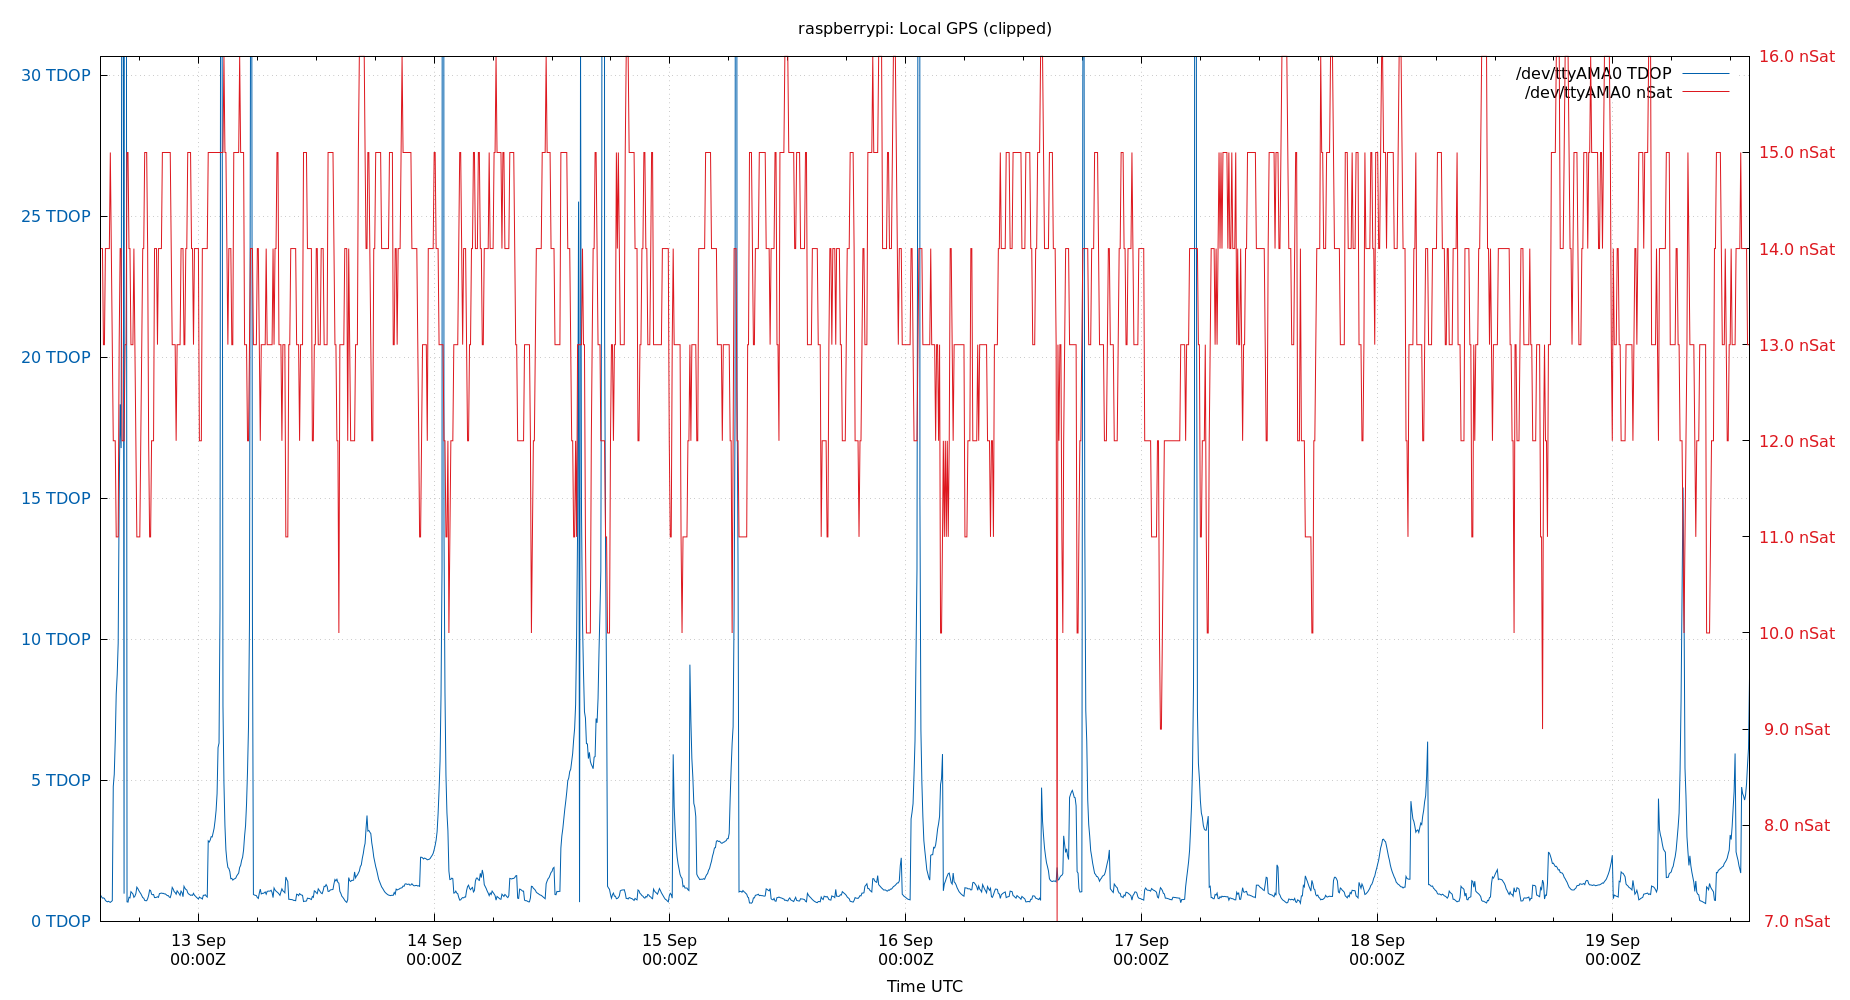 raspberrypi: Local GPS (clipped)
30 TDOP
25 TDOP
20 TDOP
15 TDOP
10 TDOP
5 TDOP
0 TDOP
16.0 nSat
15.0 nSat
14.0 nSat
13.0 nSat
12.0 nSat
11.0 nSat
10.0 nSat
9.0 nSat
8.0 nSat
7.0 nSat
/dev/ttyAMA0 TDOP
/dev/ttyAMA0 nSat
13 Sep
00:00Z
14 Sep
00:00Z
15 Sep
00:00Z
16 Sep
00:00Z
17 Sep
00:00Z
18 Sep
00:00Z
19 Sep
00:00Z
Time UTC